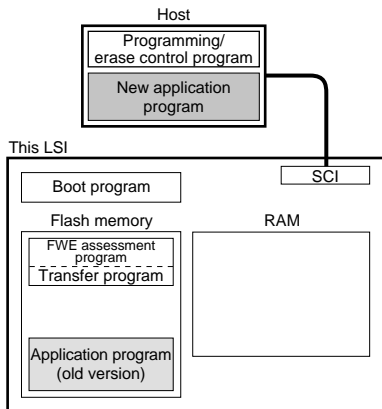 Host
Programming/
erase control program
New application
program
This LSI
SCI
Boot program
Flash memory
RAM
FWE assessment
program
Transfer program
Application program
(old version)